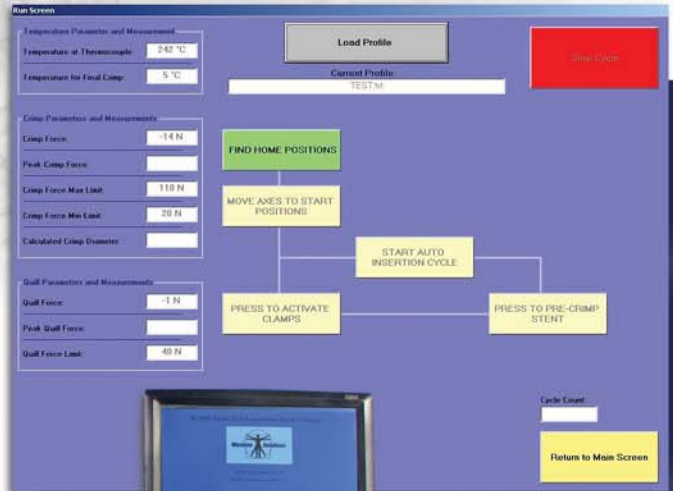 Run Screen
Temperature Parameter and Measurement
Temperature at Thermocouple:
242 °C
Temperature for Final Crimp:
5 °C
Load Profile
Current Profile:
TEST.txt
Stop Cycle
Crimp Parameters and Measurements
Crimp Force:
-14 N
Peak Crimp Force:
Crimp Force Max Limit:
110 N
Crimp Force Min Limit:
20 N
Calculated Crimp Diameter:
FIND HOME POSITIONS
MOVE AXES TO START
POSITIONS
START AUTO
INSERTION CYCLE
PRESS TO ACTIVATE
CLAMPS
PRESS TO PRE-CRIMP
STENT
Quill Parameters and Measurements
Quill Force:
-1 N
Peak Quill Force:
Quill Force Limit:
40 N
Cycle Count
Return to Main Screen